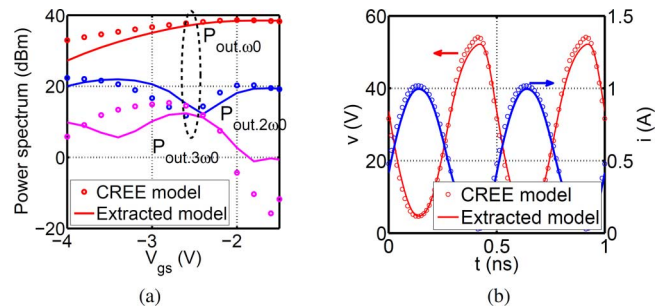 (a)
60
40
20
0
-20
Power spectrum (dBm)
P_out.ω0
P_out.2ω0
P_out.3ω0
CREE model
Extracted model
-4
-3
-2
V_gs (V)
(a)
(b)
60
40
20
0
v (V)
1.5
1
0.5
0
i (A)
CREE model
Extracted model
0
0.5
1
t (ns)
(b)